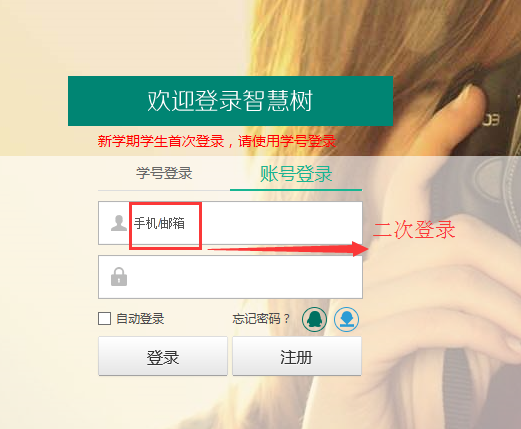 欢迎登录智慧树
新学期学生首次登录，请使用学号登录
学号登录 账号登录
手机/邮箱
二次登录
自动登录 忘记密码？
登录 注册